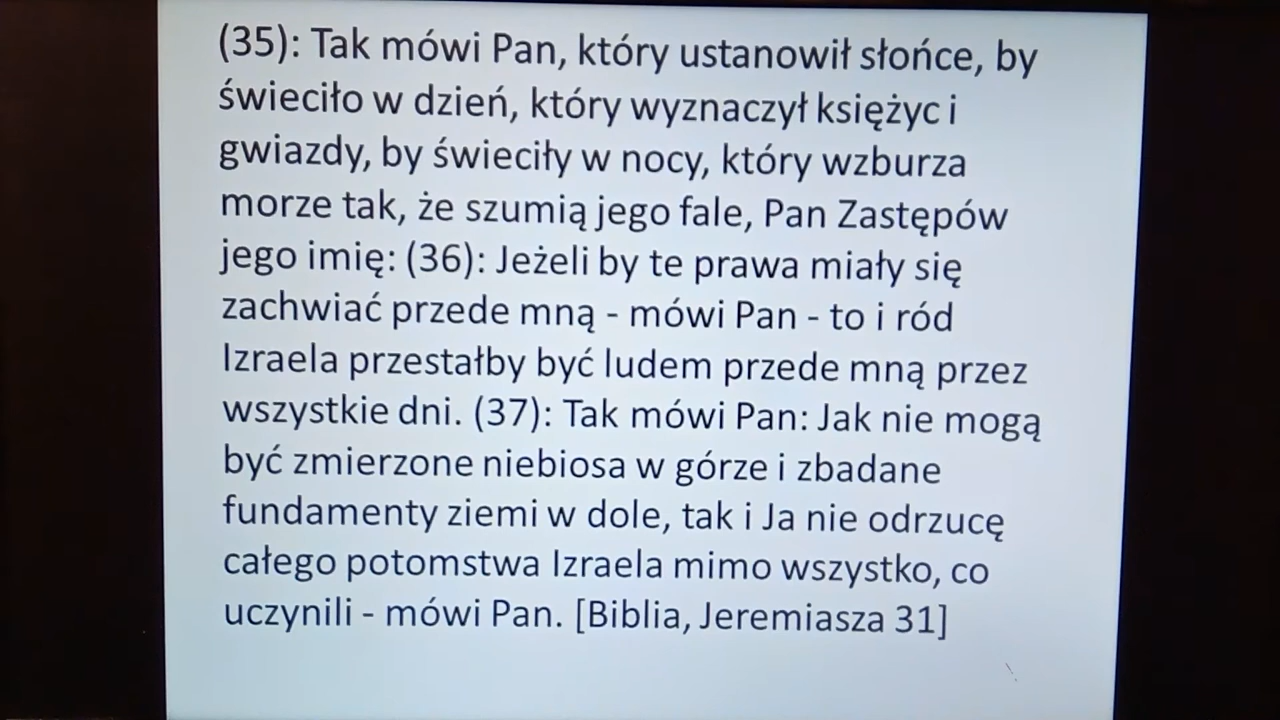 (35): Tak mówi Pan, który ustanowił słońce, by
świeciło w dzień, który wyznaczył księżyc i
gwiazdy, by świeciły w nocy, który wzburza
morze tak, że szumią jego fale, Pan Zastępów
jego imię: (36): Jeżeli by te prawa miały się
zachwiać przede mną - mówi Pan - to i ród
Izraela przestałby być ludem przede mną przez
wszystkie dni. (37): Tak mówi Pan: Jak nie mogą
być zmierzone niebiosa w górze i zbadane
fundamenty ziemi w dole, tak i Ja nie odrzucę
całego potomstwa Izraela mimo wszystko, co
uczynili - mówi Pan. [Biblia, Jeremiasza 31]